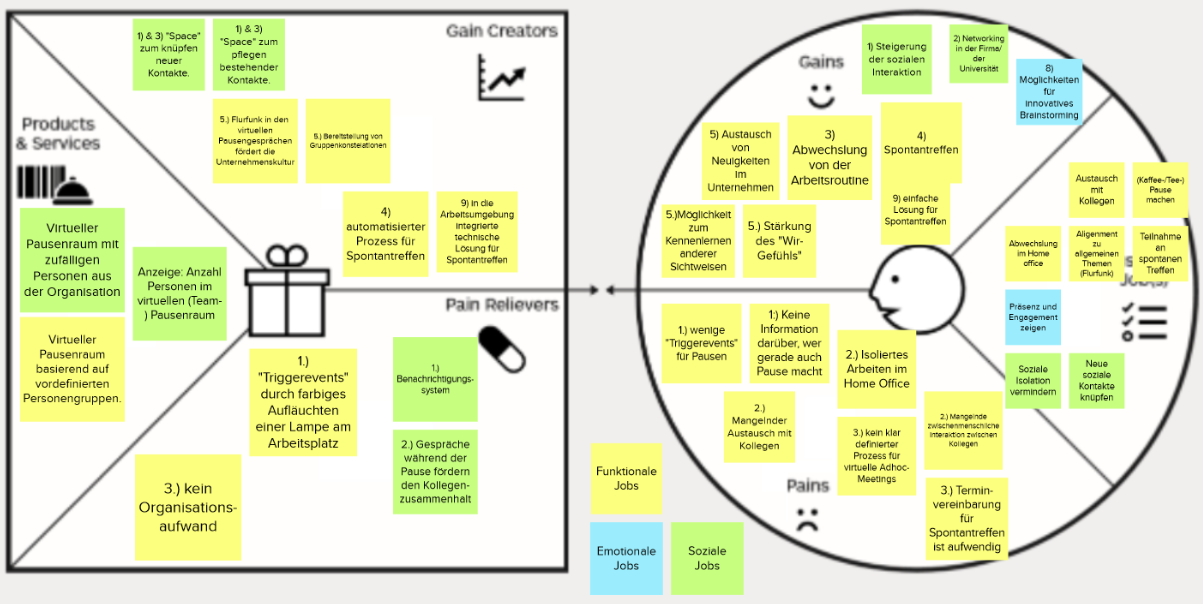 1) & 3) "Space"
zum knüpfen
neuer
Kontakte.
1) & 3)
"Space" zum
pflegen
bestehender
Kontakte.
Gain Creators
5.) Flurfunk in den
virtuellen
Pausengesprächen
fördert die
Unternehmenskultur
5.) Bereitstellung von
Gruppenkonstelationen
Products
& Services
4)
automatisierter
Prozess für
Spontantreffen
9) in die
Arbeitsumgebung
integrierte
technische
Lösung für
Spontantreffen
Virtueller
Pausenraum mit
zufälligen
Personen aus
der Organisation
Anzeige: Anzahl
Personen im
virtuellen (Team-
) Pausenraum
Virtueller
Pausenraum
basierend auf
vordefinierten
Personengruppen.
Pain Relievers
1.)
"Triggerevents"
durch farbiges
Aufläuchten
einer Lampe am
Arbeitsplatz
1.)
Benachrichtigungs-
system
2.) Gespräche
während der
Pause fördern
den Kollegen-
zusammenhalt
3.) kein
Organisations-
aufwand
Gains
1) Steigerung
der sozialen
Interaktion
2) Networking
in der Firma/
der
Universität
8)
Möglichkeiten
für
innovatives
Brainstorming
5) Austausch
von
Neuigkeiten
im
Unternehmen
3)
Abwechslung
von der
Arbeitsroutine
4)
Spontantreffen
9) einfache
Lösung für
Spontantreffen
5.)Möglichkeit
zum
Kennenlernen
anderer
Sichtweisen
5.) Stärkung
des "Wir-
Gefühls"
Austausch
mit
Kollegen
(Kaffee-/Tee-)
Pause
machen
Abwechslung
im Home
office
Alignment
zu
allgemeinen
Themen
(Flurfunk)
Teilnahme
an
spontanen
Treffen
Job(s)
Präsenz und
Engagement
zeigen
Soziale
Isolation
vermindern
Neue
soziale
Kontakte
knüpfen
1.) wenige
"Triggerevents"
für Pausen
1:) Keine
Information
darüber, wer
gerade auch
Pause macht
2.) Isoliertes
Arbeiten im
Home Office
2.)
Mangelnder
Austausch mit
Kollegen
3.) kein klar
definierter
Prozess für
virtuelle Adhoc-
Meetings
2.) Mangelnde
zwischenmenschliche
Interaktion zwischen
Kollegen
3.) Termin-
vereinbarung
für
Spontantreffen
ist aufwendig
Pains
Funktionale
Jobs
Emotionale
Jobs
Soziale
Jobs